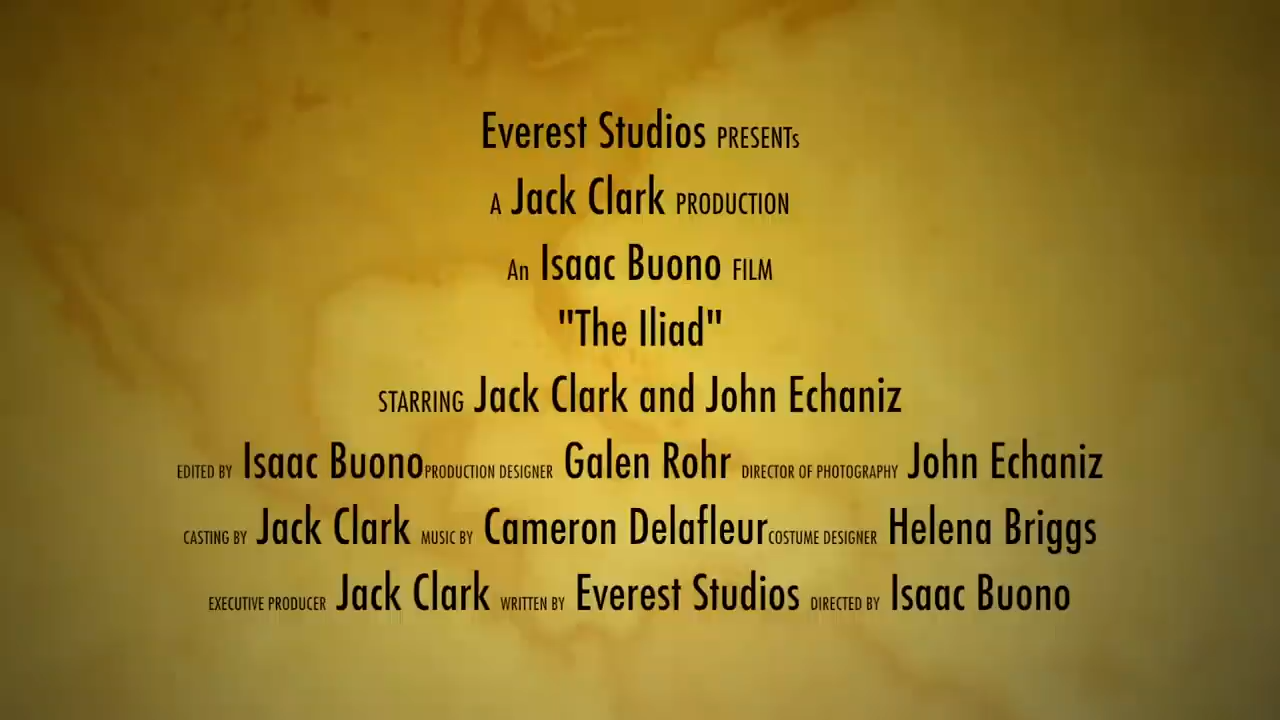 Everest Studios PRESENTs
A Jack Clark PRODUCTION
An Isaac Buono FILM
"The Iliad"
STARRING Jack Clark and John Echaniz
EDITED BY Isaac Buono PRODUCTION DESIGNER Galen Rohr DIRECTOR OF PHOTOGRAPHY John Echaniz
CASTING BY Jack Clark MUSIC BY Cameron Delafleur COSTUME DESIGNER Helena Briggs
EXECUTIVE PRODUCER Jack Clark WRITTEN BY Everest Studios DIRECTED BY Isaac Buono